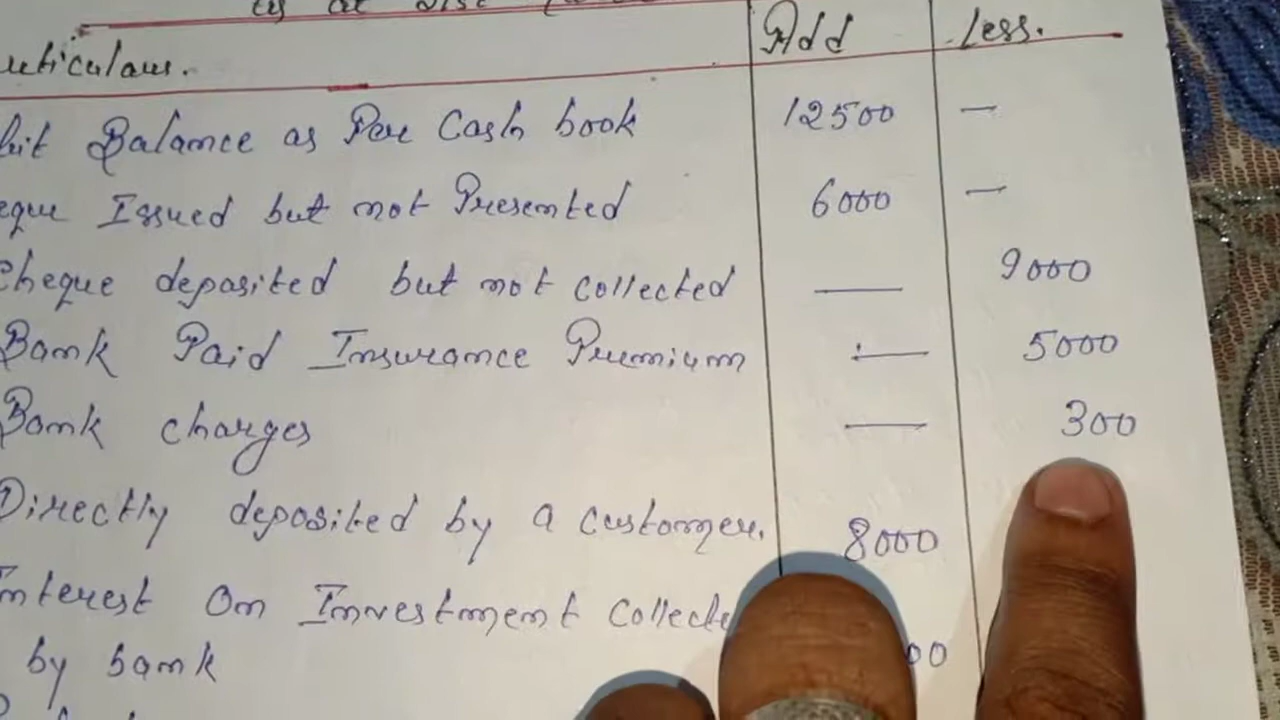 Add Less.
ticulars.
bit Balance as Per Cash book 12500 —
eque Issued but not Presented 6000 —
Cheque deposited but not collected — 9000
Bank Paid Insurance Premium — 5000
Bank charges — 300
Directly deposited by a customer. 8000
nterest on Investment Collecte
by bank 00